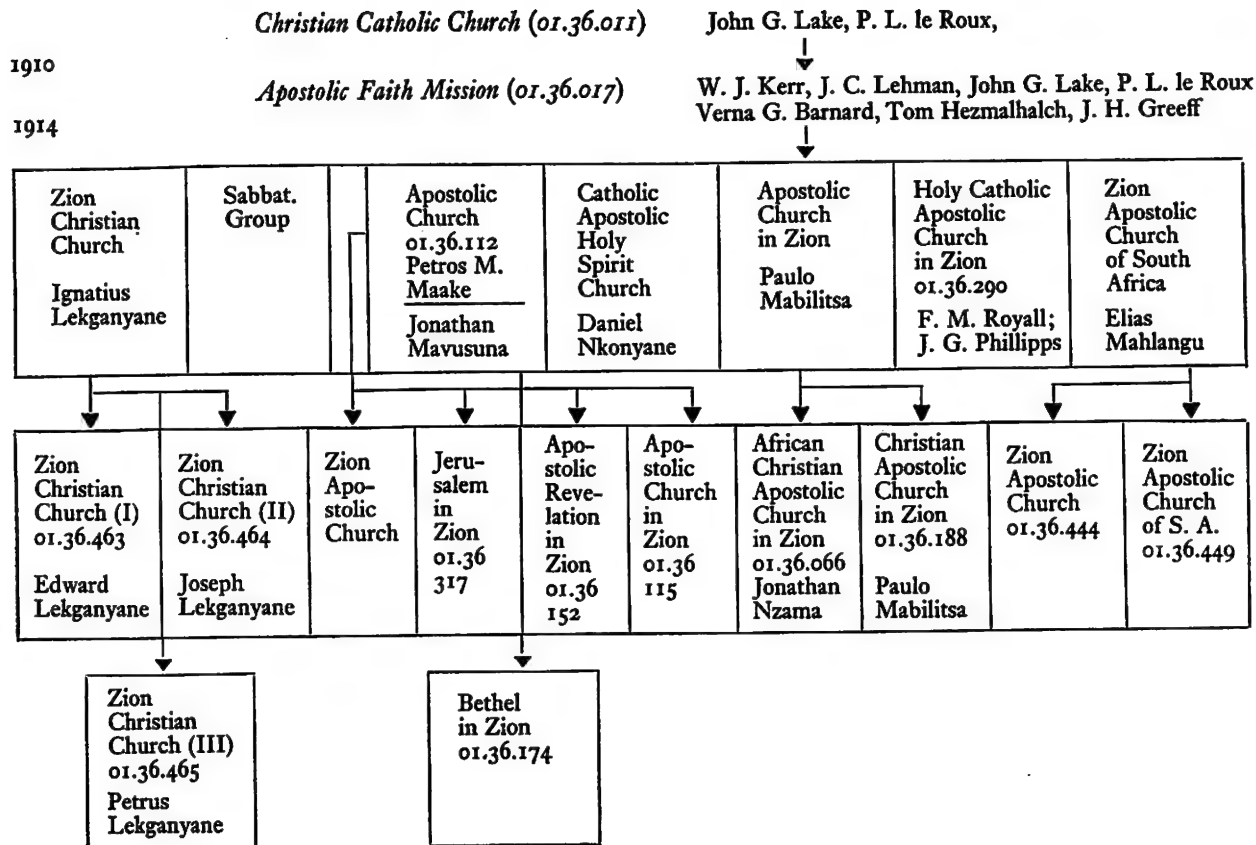 Christian Catholic Church (01.36.011)
John G. Lake, P. L. le Roux,
1910
Apostolic Faith Mission (01.36.017)
W. J. Kerr, J. C. Lehman, John G. Lake, P. L. le Roux
Verna G. Barnard, Tom Hezmalhalch, J. H. Greeff
1914
Zion
Christian
Church
Ignatius
Lekganyane
Sabbat.
Group
Apostolic
Church
01.36.112
Petros M.
Maake
Jonathan
Mavusuna
Catholic
Apostolic
Holy
Spirit
Church
Daniel
Nkonyane
Apostolic
Church
in Zion
Paulo
Mabilitsa
Holy Catholic
Apostolic
Church
in Zion
01.36.290
F. M. Royall;
J. G. Phillipps
Zion
Apostolic
Church
of South
Africa
Elias
Mahlangu
Zion
Christian
Church (I)
01.36.463
Edward
Lekganyane
Zion
Christian
Church (II)
01.36.464
Joseph
Lekganyane
Zion
Apo-
stolic
Church
Jeru-
salem
in
Zion
01.36
317
Apo-
stolic
Reve-
lation
in
Zion
01.36
152
Apo-
stolic
Church
in
Zion
01.36
115
African
Christian
Apostolic
Church
in Zion
01.36.066
Jonathan
Nzama
Christian
Apostolic
Church
in Zion
01.36.188
Paulo
Mabilitsa
Zion
Apostolic
Church
01.36.444
Zion
Apostolic
Church
of S. A.
01.36.449
Zion
Christian
Church (III)
01.36.465
Petrus
Lekganyane
Bethel
in Zion
01.36.174